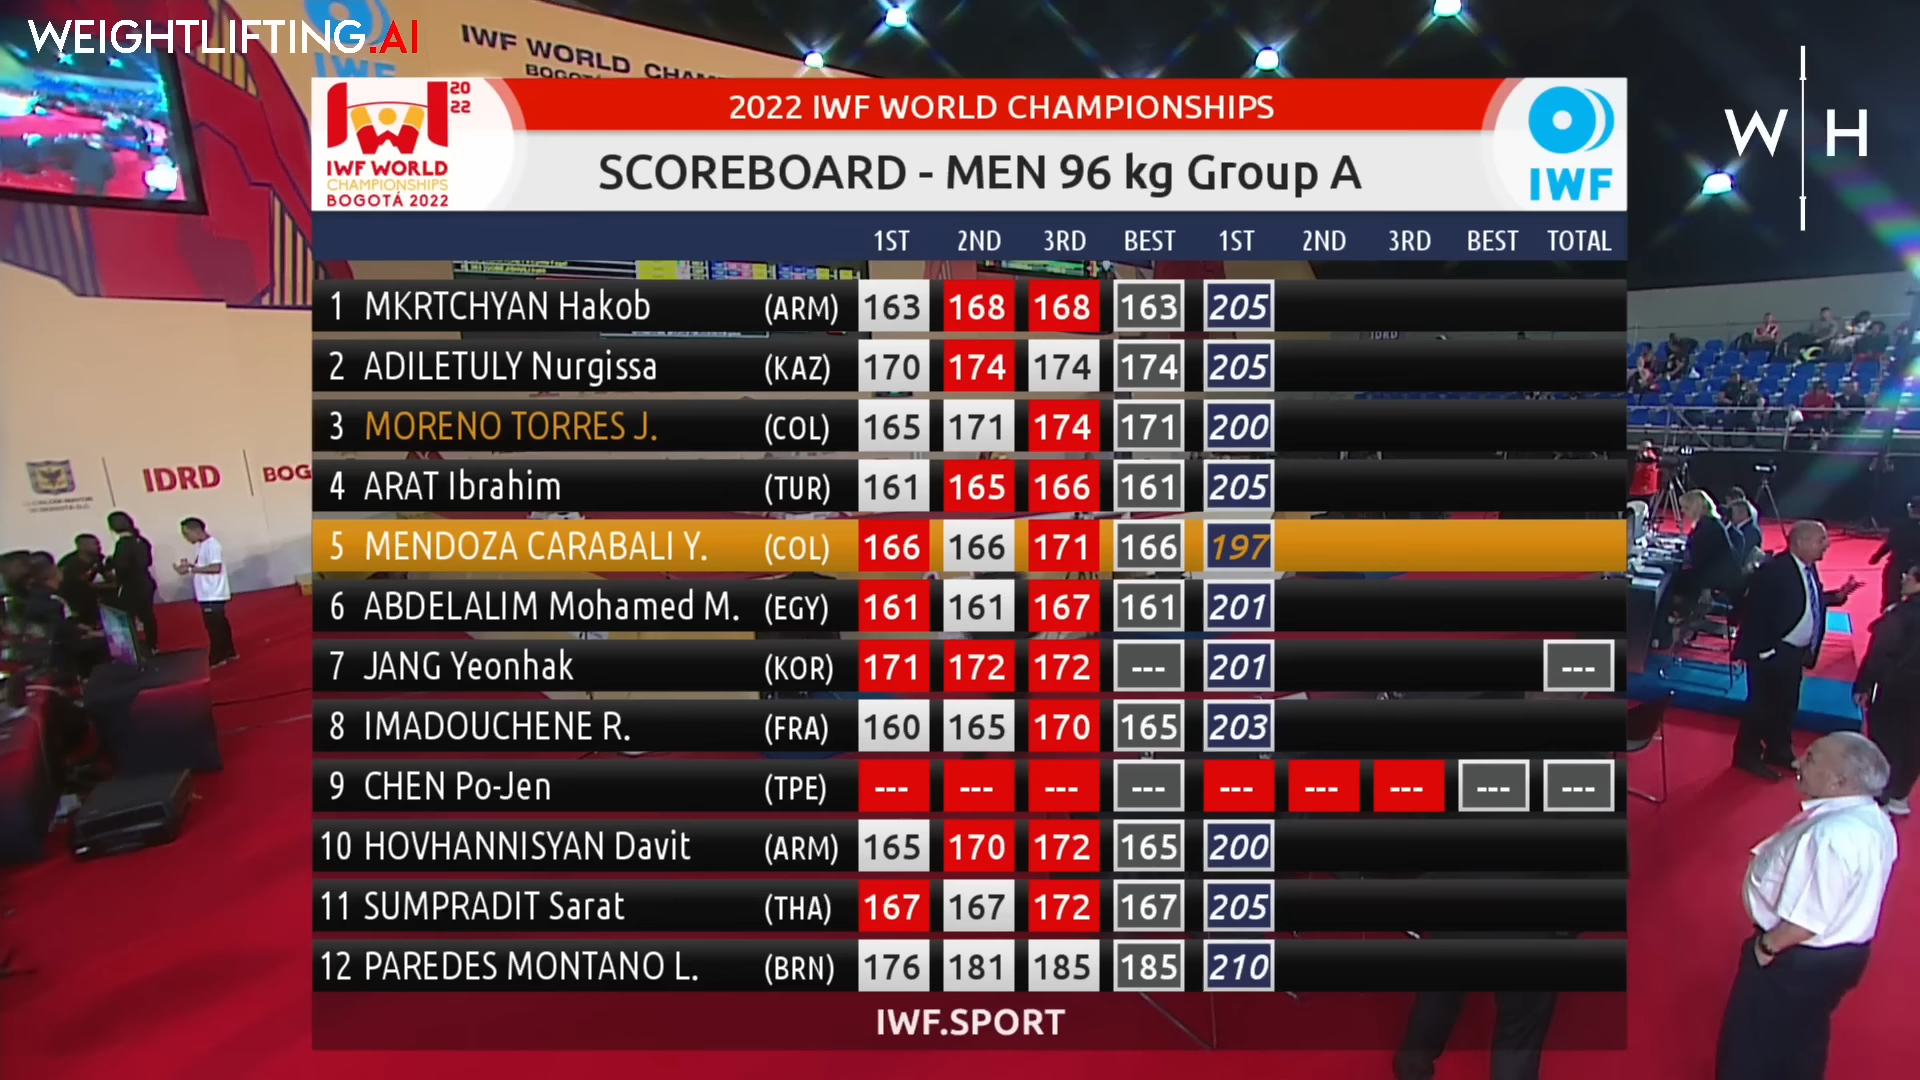 WEIGHTLIFTING.AI
IWF
IWF WORLD CHAM
BOGOTÁ
W H
20
22
IWF WORLD
CHAMPIONSHIPS
BOGOTÁ 2022
2022 IWF WORLD CHAMPIONSHIPS
SCOREBOARD - MEN 96 kg Group A
IWF
1ST 2ND 3RD BEST 1ST 2ND 3RD BEST TOTAL
1 MKRTCHYAN Hakob (ARM) 163 168 168 163 205
2 ADILETULY Nurgissa (KAZ) 170 174 174 174 205
3 MORENO TORRES J. (COL) 165 171 174 171 200
4 ARAT Ibrahim (TUR) 161 165 166 161 205
5 MENDOZA CARABALI Y. (COL) 166 166 171 166 197
6 ABDELALIM Mohamed M. (EGY) 161 161 167 161 201
7 JANG Yeonhak (KOR) 171 172 172 --- 201 ---
8 IMADOUCHENE R. (FRA) 160 165 170 165 203
9 CHEN Po-Jen (TPE) --- --- --- --- --- --- --- --- ---
10 HOVHANNISYAN Davit (ARM) 165 170 172 165 200
11 SUMPRADIT Sarat (THA) 167 167 172 167 205
12 PAREDES MONTANO L. (BRN) 176 181 185 185 210
IWF.SPORT
IDRD
BOG
IDRD